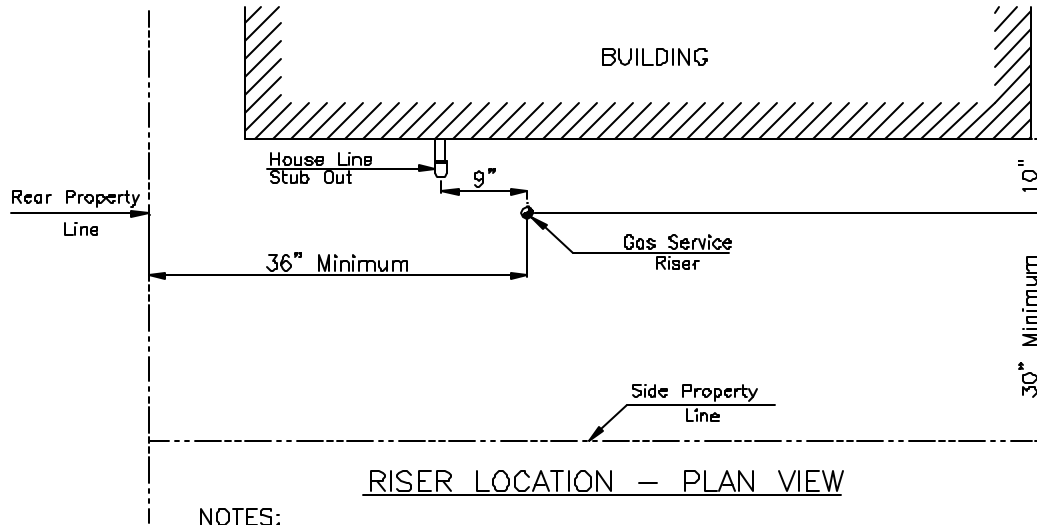 BUILDING
House Line
Stub Out
9"
10"
Rear Property
Line
Gas Service
Riser
36" Minimum
30" Minimum
Side Property
Line
RISER LOCATION – PLAN VIEW
NOTES: